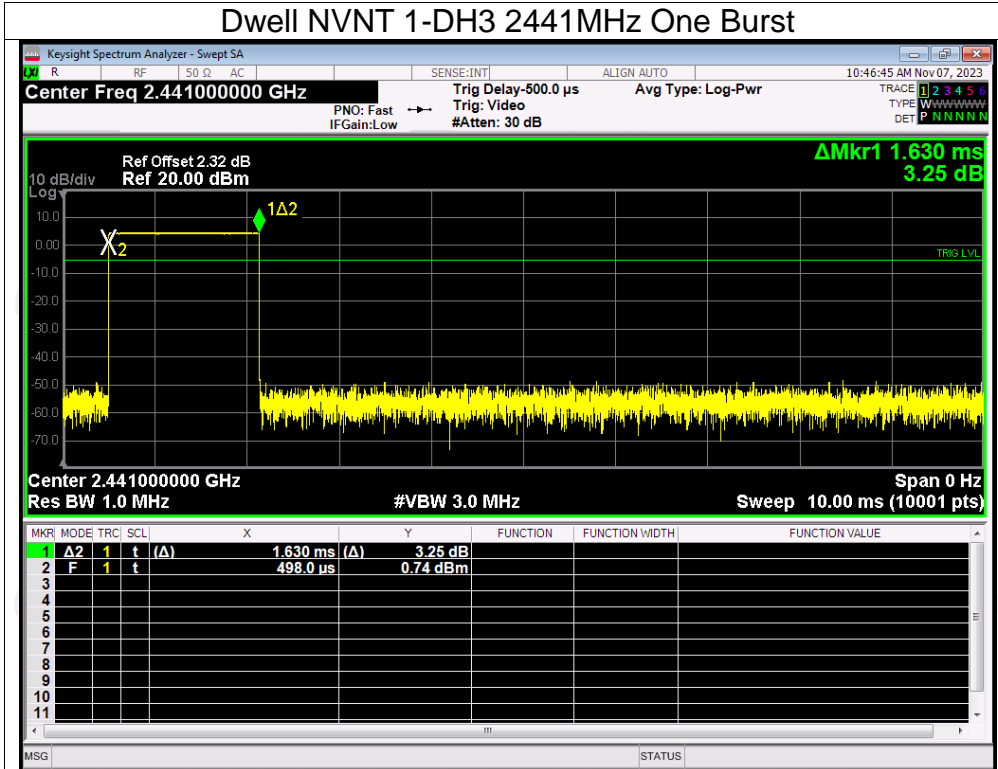 Dwell NVNT 1-DH3 2441MHz One Burst
Keysight Spectrum Analyzer - Swept SA
LXI R RF 50 Ω AC SENSE:INT ALIGN AUTO 10:46:45 AM Nov 07, 2023
Center Freq 2.441000000 GHz Trig Delay-500.0 µs Avg Type: Log-Pwr TRACE 1 2 3 4 5 6
PNO: Fast Trig: Video TYPE WWWWWW
IFGain:Low #Atten: 30 dB DET P N N N N N
ΔMkr1 1.630 ms
3.25 dB
Ref Offset 2.32 dB
10 dB/div Ref 20.00 dBm
Log
10.0
0.00
-10.0
-20.0
-30.0
-40.0
-50.0
-60.0
-70.0
1Δ2
X2
TRIG LVL
Center 2.441000000 GHz Span 0 Hz
Res BW 1.0 MHz #VBW 3.0 MHz Sweep 10.00 ms (10001 pts)
MKR MODE TRC SCL X Y FUNCTION FUNCTION WIDTH FUNCTION VALUE
1 Δ2 1 t (Δ) 1.630 ms (Δ) 3.25 dB
2 F 1 t 498.0 µs 0.74 dBm
3
4
5
6
7
8
9
10
11
MSG STATUS